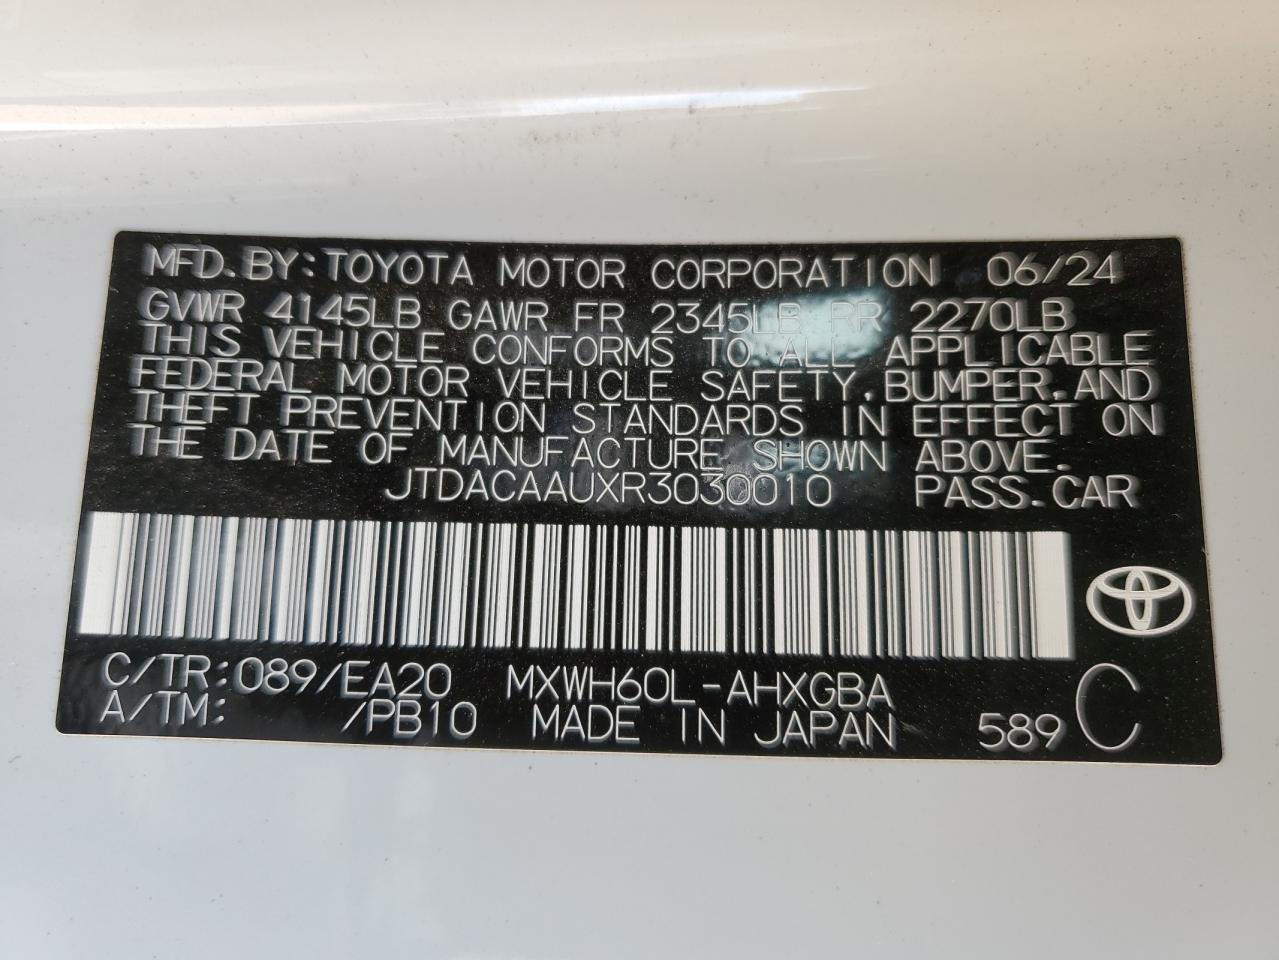 MFD. BY: TOYOTA MOTOR CORPORATION 06/24
GVWR 4145LB GAWR FR 2345LB RR 2270LB
THIS VEHICLE CONFORMS TO ALL APPLICABLE
FEDERAL MOTOR VEHICLE SAFETY, BUMPER, AND
THEFT PREVENTION STANDARDS IN EFFECT ON
THE DATE OF MANUFACTURE SHOWN ABOVE.
JTDACAAUXR3030010 PASS. CAR
C/TR: 089/EA20 MXWH60L-AHXGBA
A/TM: /PB10 MADE IN JAPAN 589 C